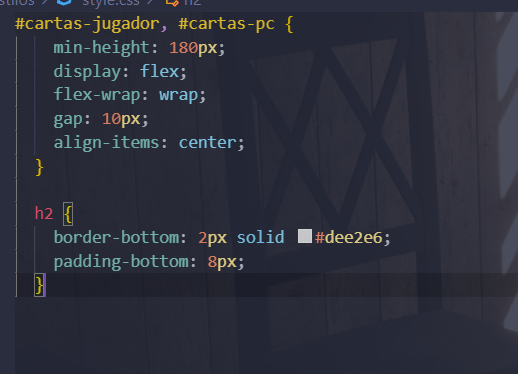 stilos > style.css > h2
#cartas-jugador, #cartas-pc {
min-height: 180px;
display: flex;
flex-wrap: wrap;
gap: 10px;
align-items: center;
}
h2 {
border-bottom: 2px solid #dee2e6;
padding-bottom: 8px;
}